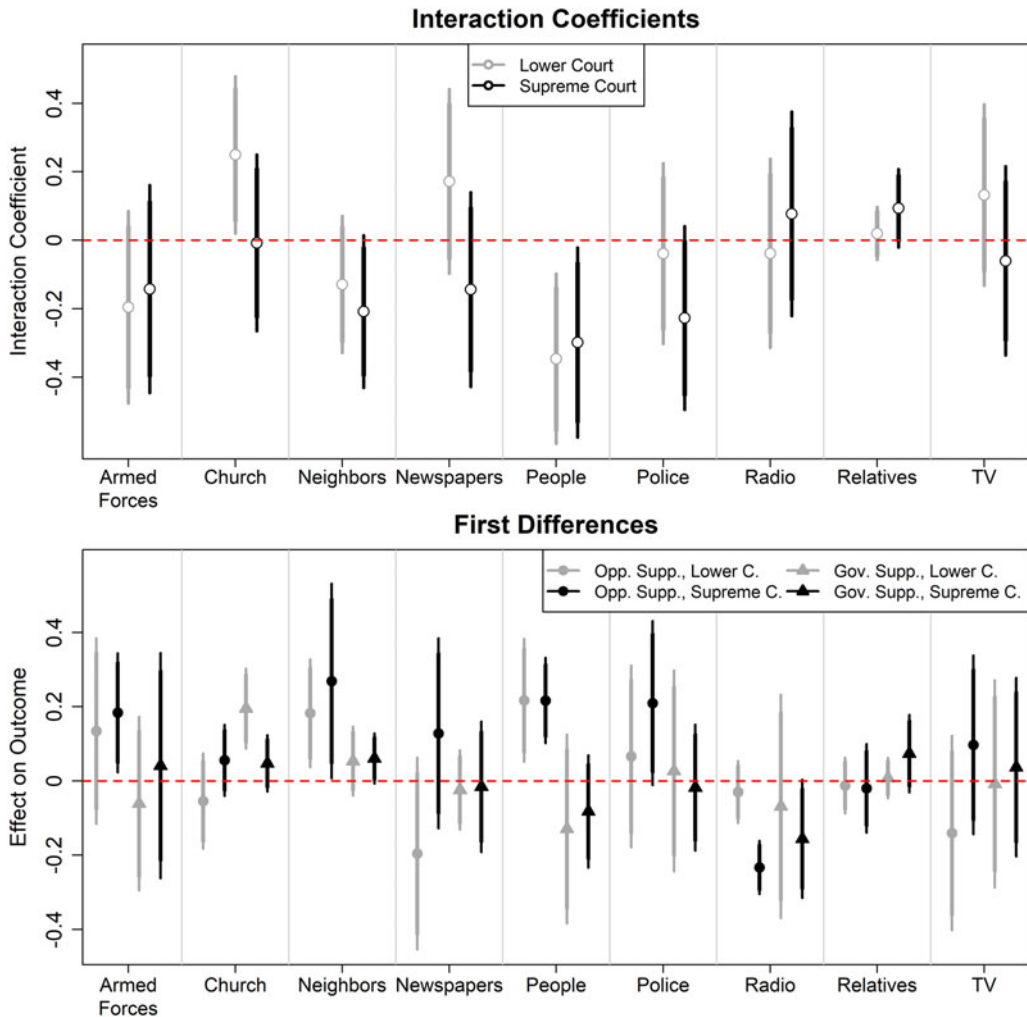 Interaction Coefficients
Lower Court
Supreme Court
Interaction Coefficient
0.4
0.2
0
-0.2
-0.4
Armed Forces
Church
Neighbors
Newspapers
People
Police
Radio
Relatives
TV
First Differences
Opp. Supp., Lower C.
Opp. Supp., Supreme C.
Gov. Supp., Lower C.
Gov. Supp., Supreme C.
Effect on Outcome
0.4
0.2
0
-0.2
-0.4
Armed Forces
Church
Neighbors
Newspapers
People
Police
Radio
Relatives
TV